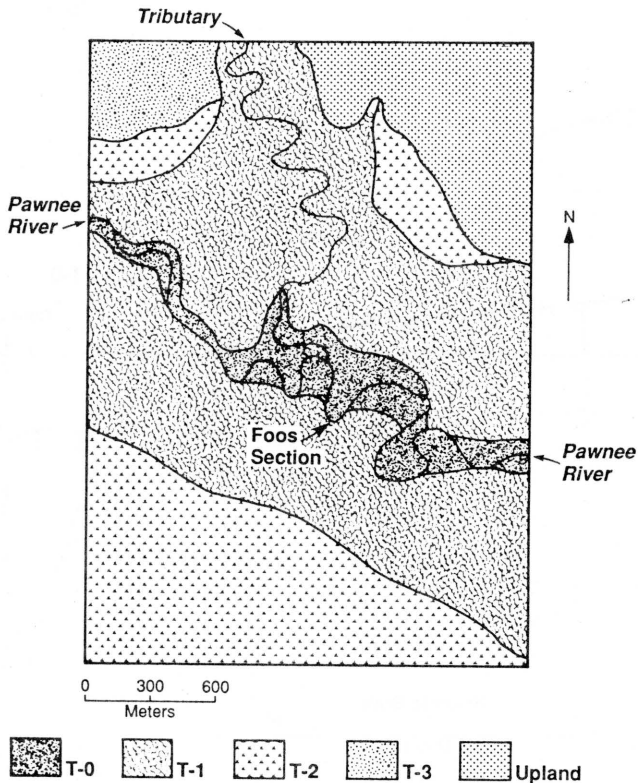 Tributary
Pawnee
River
N
Foos
Section
Pawnee
River
0 300 600
Meters
T-0 T-1 T-2 T-3 Upland